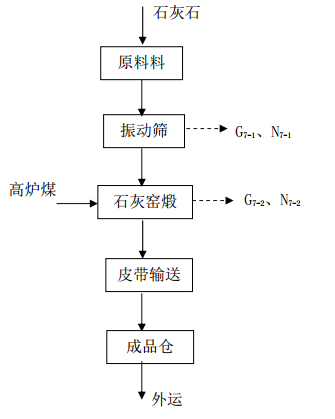 石灰石
原料料
振动筛
G7-1、N7-1
高炉煤
石灰窑煅
G7-2、N7-2
皮带输送
成品仓
外运